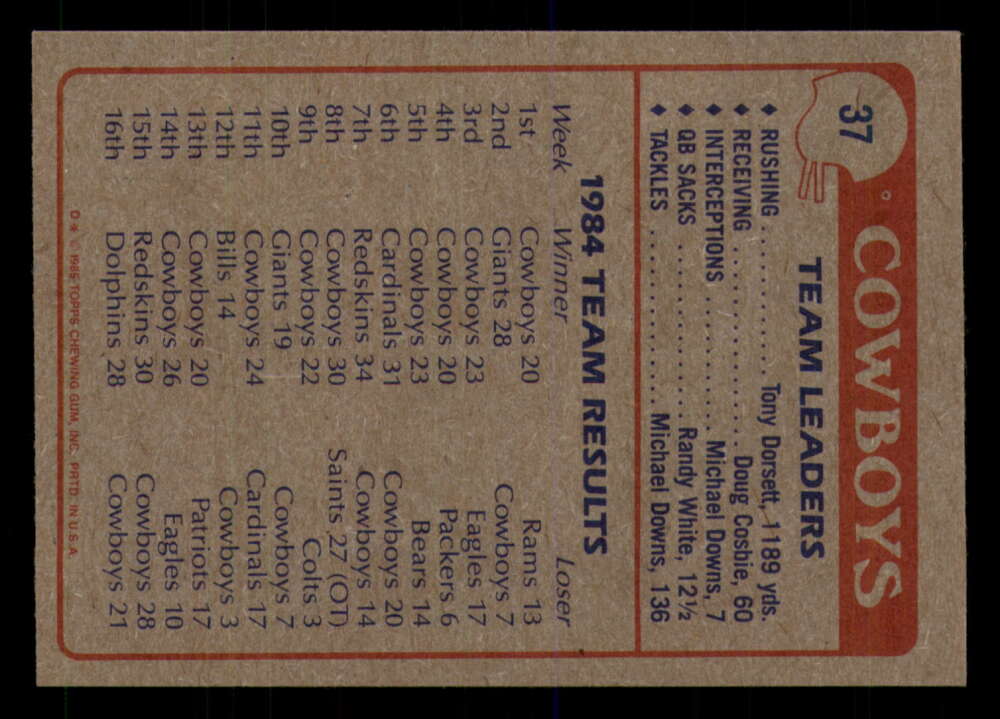 37
COWBOYS
TEAM LEADERS
♦ RUSHING .......... Tony Dorsett, 1189 yds.
♦ RECEIVING .................. Doug Cosbie, 60
♦ INTERCEPTIONS ............ Michael Downs, 7
♦ QB SACKS ............... Randy White, 12½
♦ TACKLES ................ Michael Downs, 136
1984 TEAM RESULTS
Week Winner Loser
1st Cowboys 20 Rams 13
2nd Giants 28 Cowboys 7
3rd Cowboys 23 Eagles 17
4th Cowboys 20 Packers 6
5th Cowboys 23 Bears 14
6th Cardinals 31 Cowboys 20
7th Redskins 34 Cowboys 14
8th Cowboys 30 Saints 27 (OT)
9th Cowboys 22 Colts 3
10th Giants 19 Cowboys 7
11th Cowboys 24 Cardinals 17
12th Bills 14 Cowboys 3
13th Cowboys 20 Patriots 17
14th Cowboys 26 Eagles 10
15th Redskins 30 Cowboys 28
16th Dolphins 28 Cowboys 21
D * © 1985 TOPPS CHEWING GUM, INC. PRTD. IN U.S.A.